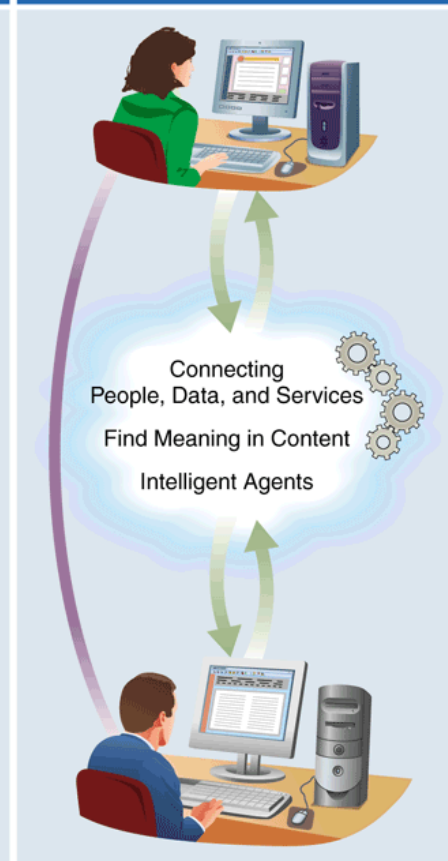 Connecting
People, Data, and Services
Find Meaning in Content
Intelligent Agents